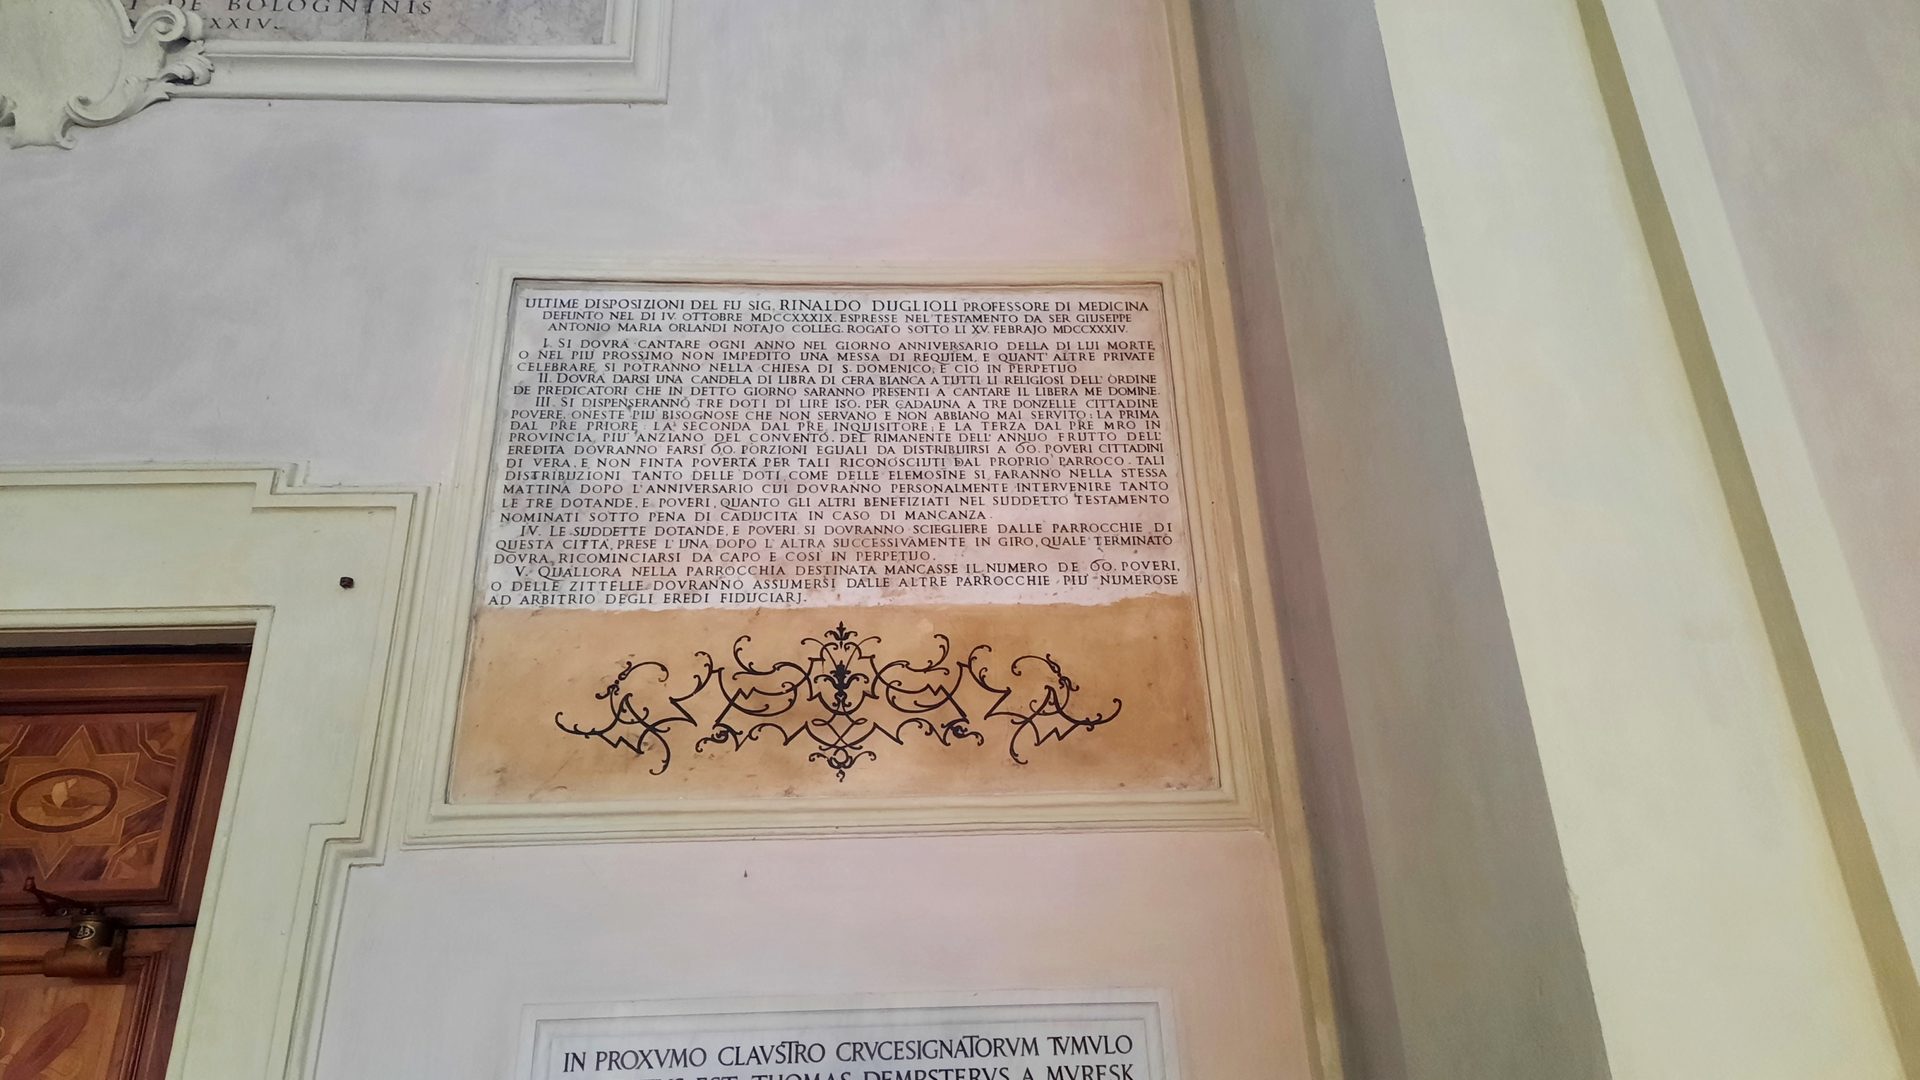 DE BOLOGNINIS
XXIV.
ULTIME DISPOSIZIONI DEL FU SIG. RINALDO DUGLIOLI PROFESSORE DI MEDICINA
DEFUNTO NEL DI IV. OTTOBRE MDCCXXXIX. ESPRESSE NEL TESTAMENTO DA SER GIUSEPPE
ANTONIO MARIA ORLANDI NOTAJO COLLEG. ROGATO SOTTO LI XV. FEBRAJO MDCCXXXIV.
I. SI DOVRA CANTARE OGNI ANNO NEL GIORNO ANNIVERSARIO DELLA DI LUI MORTE,
O NEL PIU PROSSIMO NON IMPEDITO UNA MESSA DI REQUIEM, E QUANT' ALTRE PRIVATE
CELEBRARE SI POTRANNO NELLA CHIESA DI S. DOMENICO, E CIO IN PERPETUO
II. DOVRA DARSI UNA CANDELA DI LIBRA DI CERA BIANCA A TUTTI LI RELIGIOSI DELL' ORDINE
DE PREDICATORI CHE IN DETTO GIORNO SARANNO PRESENTI A CANTARE IL LIBERA ME DOMINE.
III. SI DISPENSERANNO TRE DOTI DI LIRE 150. PER CADAUNA A TRE DONZELLE CITTADINE
POVERE, ONESTE PIU' BISOGNOSE CHE NON SERVANO E NON ABBIANO MAI SERVITO: LA PRIMA
DAL PRE PRIORE: LA SECONDA DAL PRE INQUISITORE; E LA TERZA DAL PRE MRO IN
PROVINCIA PIU' ANZIANO DEL CONVENTO. DEL RIMANENTE DELL' ANNUO FRUTTO DELL'
EREDITA DOVRANNO FARSI 60. PORZIONI EGUALI DA DISTRIBUIRSI A 60. POVERI CITTADINI
DI VERA, E NON FINTA POVERTA PER TALI RICONOSCIUTI DAL PROPRIO PARROCO. TALI
DISTRIBUZIONI TANTO DELLE DOTI COME DELLE ELEMOSINE SI FARANNO NELLA STESSA
MATTINA DOPO L'ANNIVERSARIO CUI DOVRANNO PERSONALMENTE INTERVENIRE TANTO
LE TRE DOTANDE, E POVERI, QUANTO GLI ALTRI BENEFIZIATI NEL SUDDETTO TESTAMENTO
NOMINATI SOTTO PENA DI CADUCITA' IN CASO DI MANCANZA.
IV. LE SUDDETTE DOTANDE, E POVERI SI DOVRANNO SCIEGLIERE DALLE PARROCCHIE DI
QUESTA CITTA', PRESE L'UNA DOPO L'ALTRA SUCCESSIVAMENTE IN GIRO, QUALE TERMINATO
DOVRA RICOMINCIARSI DA CAPO E COSI IN PERPETUO.
V. QUALLORA NELLA PARROCCHIA DESTINATA MANCASSE IL NUMERO DE 60. POVERI,
O DELLE ZITTELLE DOVRANNO ASSUMERSI DALLE ALTRE PARROCCHIE PIU' NUMEROSE
AD ARBITRIO DEGLI EREDI FIDUCIARJ.
AB
IN PROXVMO CLAVSTRO CRVCESIGNATORVM TVMVLO
EST THOMAS DEMPSTERVS A MVRESK